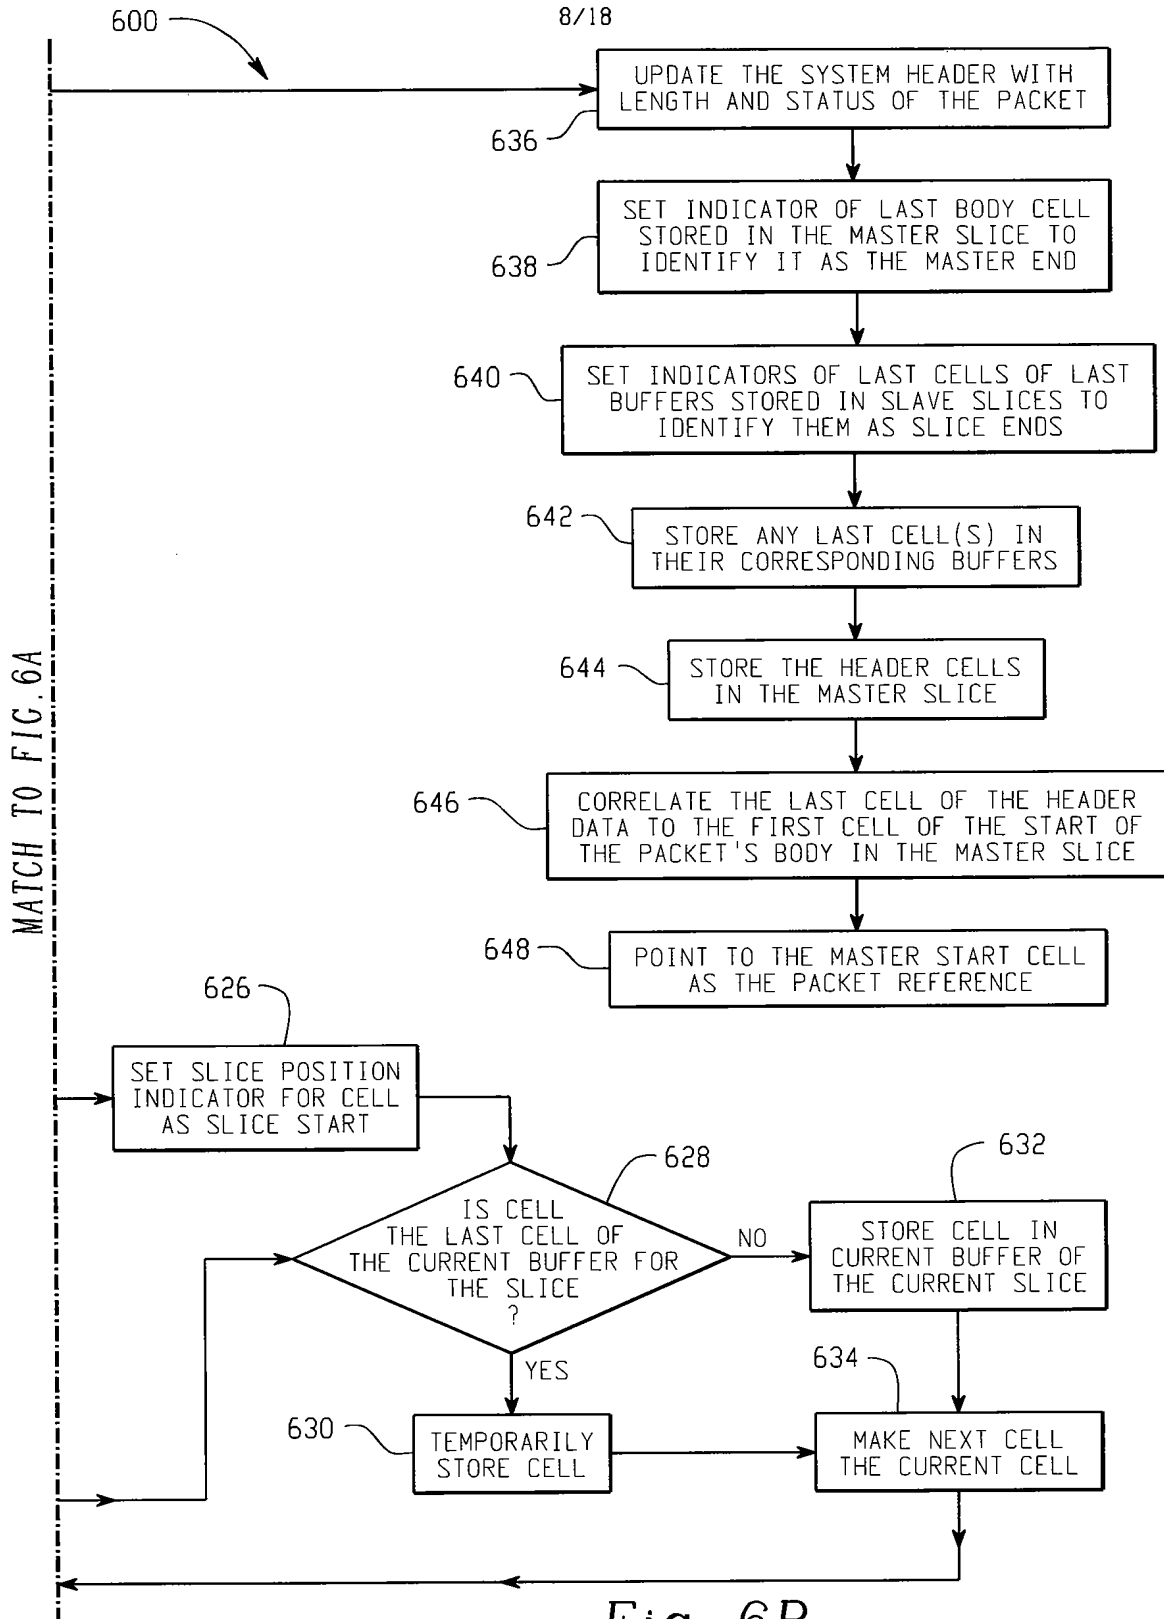 8/18
600
UPDATE THE SYSTEM HEADER WITH
LENGTH AND STATUS OF THE PACKET
636
SET INDICATOR OF LAST BODY CELL
STORED IN THE MASTER SLICE TO
IDENTIFY IT AS THE MASTER END
638
640
SET INDICATORS OF LAST CELLS OF LAST
BUFFERS STORED IN SLAVE SLICES TO
IDENTIFY THEM AS SLICE ENDS
642
STORE ANY LAST CELL(S) IN
THEIR CORRESPONDING BUFFERS
644
STORE THE HEADER CELLS
IN THE MASTER SLICE
646
CORRELATE THE LAST CELL OF THE HEADER
DATA TO THE FIRST CELL OF THE START OF
THE PACKET'S BODY IN THE MASTER SLICE
648
POINT TO THE MASTER START CELL
AS THE PACKET REFERENCE
MATCH TO FIG.6A
626
SET SLICE POSITION
INDICATOR FOR CELL
AS SLICE START
628
IS CELL
THE LAST CELL OF
THE CURRENT BUFFER FOR
THE SLICE
?
NO
632
STORE CELL IN
CURRENT BUFFER OF
THE CURRENT SLICE
YES
630
TEMPORARILY
STORE CELL
634
MAKE NEXT CELL
THE CURRENT CELL
Fig. 6B